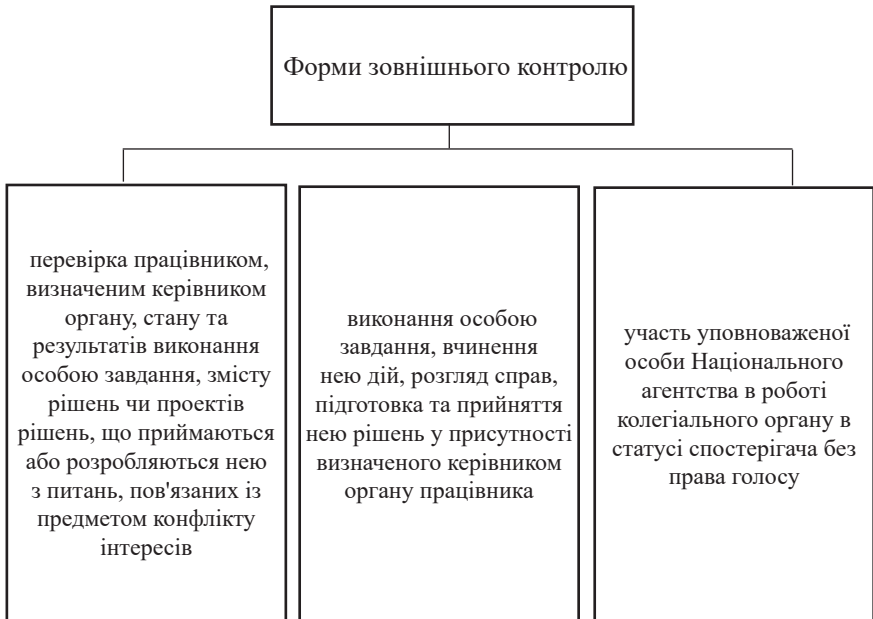 Форми зовнішнього контролю
перевірка працівником,
визначеним керівником
органу, стану та
результатів виконання
особою завдання, змісту
рішень чи проектів
рішень, що приймаються
або розробляються нею
з питань, пов'язаних із
предметом конфлікту
інтересів
виконання особою
завдання, вчинення
нею дій, розгляд справ,
підготовка та прийняття
нею рішень у присутності
визначеного керівником
органу працівника
участь уповноваженої
особи Національного
агентства в роботі
колегіального органу в
статусі спостерігача без
права голосу